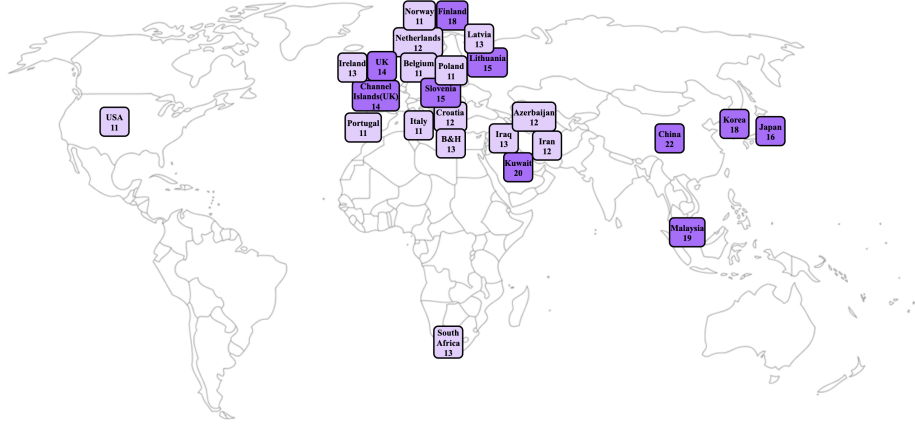 Norway
11
Finland
18
Netherlands
12
Latvia
13
Ireland
13
UK
14
Belgium
11
Poland
11
Lithuania
15
Channel
Islands(UK)
14
Slovenia
15
USA
11
Portugal
11
Italy
11
Croatia
12
Azerbaijan
12
B&H
13
Iraq
13
Iran
12
Kuwait
20
China
22
Korea
18
Japan
16
Malaysia
19
South
Africa
13